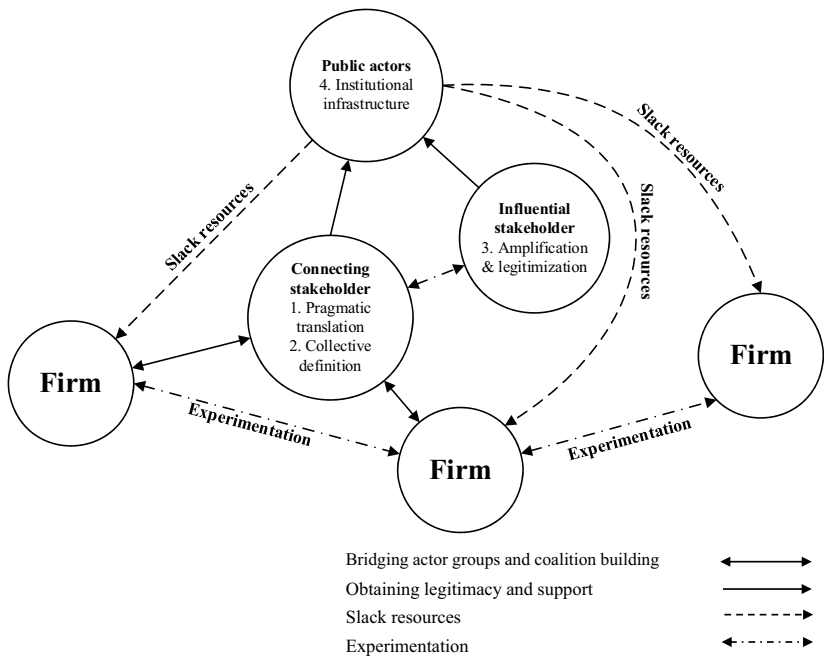 Public actors
4. Institutional
infrastructure
Slack resources
Slack resources
Slack resources
Influential
stakeholder
3. Amplification
& legitimization
Connecting
stakeholder
1. Pragmatic
translation
2. Collective
definition
Firm
Firm
Firm
Experimentation
Experimentation
Bridging actor groups and coalition building
Obtaining legitimacy and support
Slack resources
Experimentation